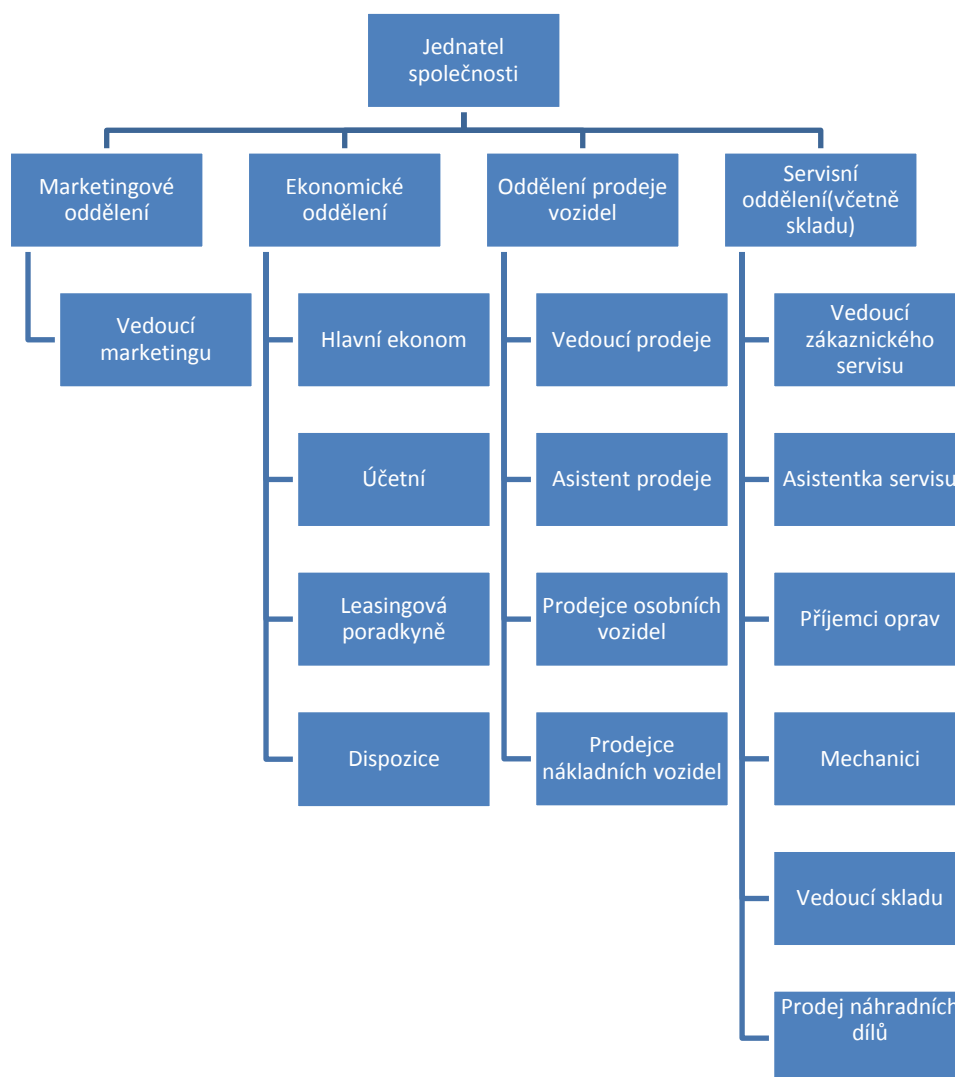 Jednatel
společnosti
Marketingové
oddělení
Ekonomické
oddělení
Oddělení prodeje
vozidel
Servisní
oddělení(včetně
skladu)
Vedoucí
marketingu
Hlavní ekonom
Účetní
Leasingová
poradkyně
Dispozice
Vedoucí prodeje
Asistent prodeje
Prodejce osobních
vozidel
Prodejce
nákladních vozidel
Vedoucí
zákaznického
servisu
Asistentka servisu
Příjemci oprav
Mechanici
Vedoucí skladu
Prodej náhradních
dílů